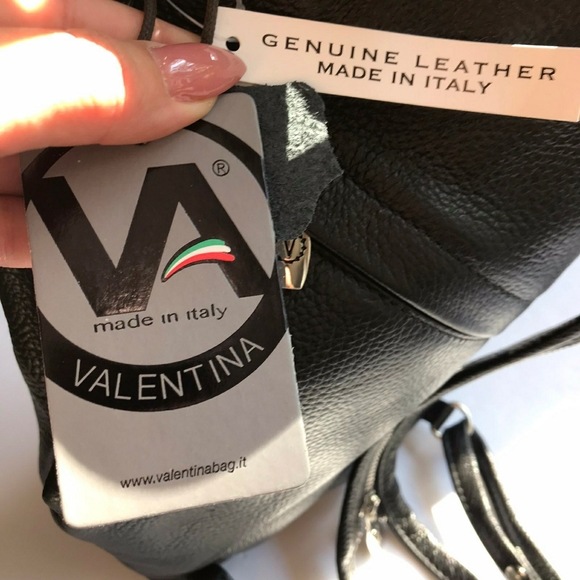 GENUINE LEATHER
MADE IN ITALY
VA®
made in italy
VALENTINA
www.valentinabag.it
V